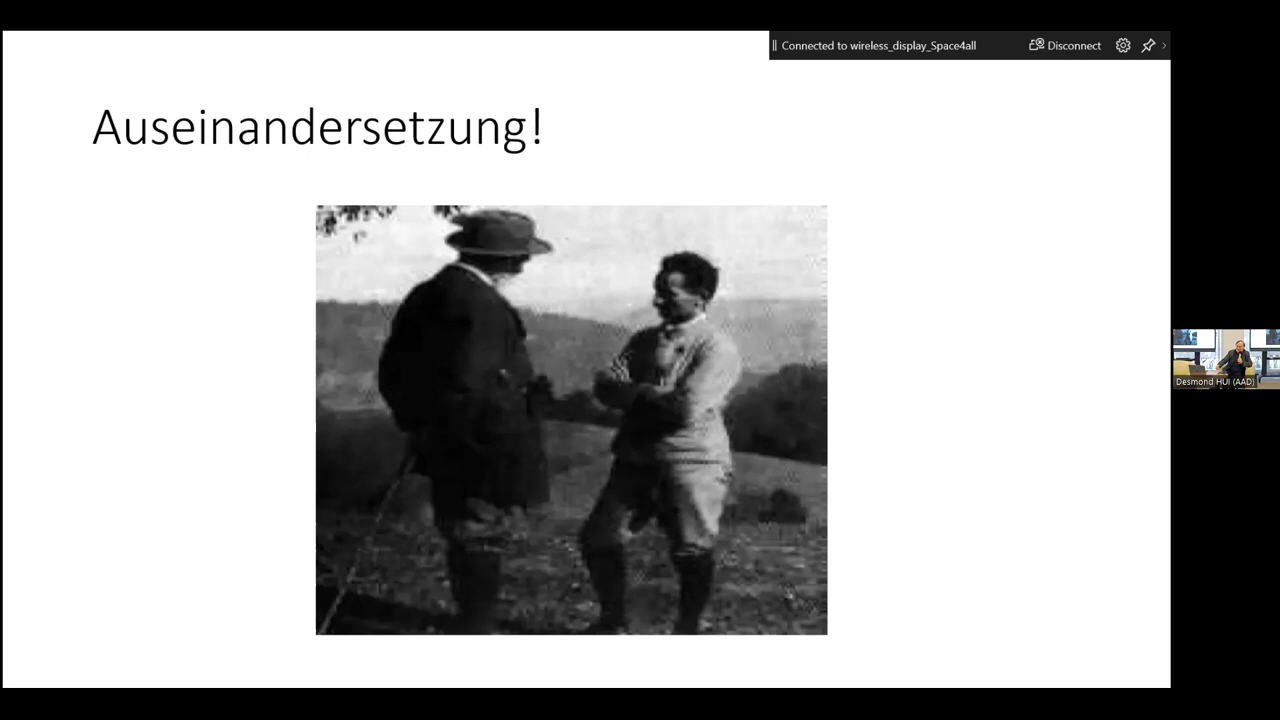 Connected to wireless_display_Space4all Disconnect
Auseinandersetzung!
Desmond HUI (AAD)